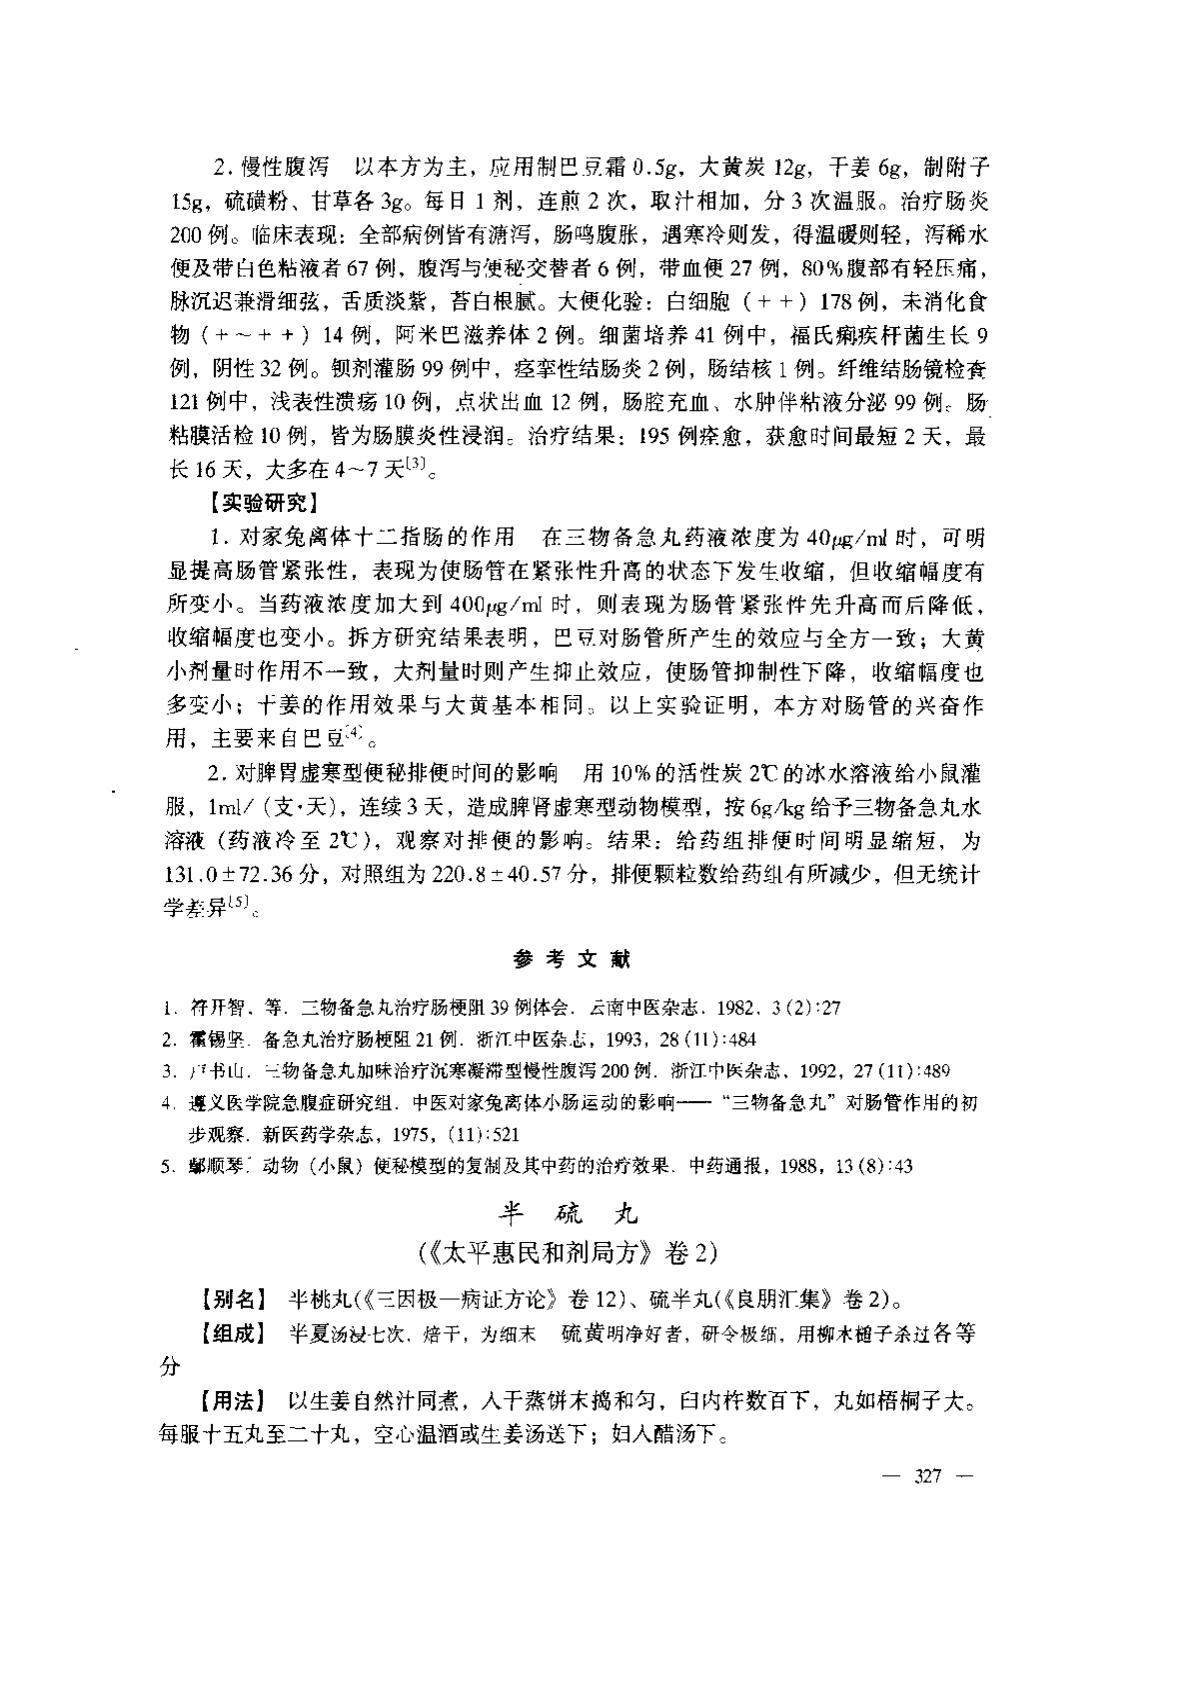 2. 慢性腹泻　以本方为主，应用制巴豆霜 0.5g，大黄炭 12g，干姜 6g，制附子
15g，硫磺粉、甘草各 3g。每日 1 剂，连煎 2 次，取汁相加，分 3 次温服。治疗肠炎
200 例。临床表现：全部病例皆有溏泻，肠鸣腹胀，遇寒冷则发，得温暖则轻，泻稀水
便及带白色粘液者 67 例，腹泻与便秘交替者 6 例，带血便 27 例，80%腹部有轻压痛，
脉沉迟兼滑细弦，舌质淡紫，苔白根腻。大便化验：白细胞（＋＋）178 例，未消化食
物（＋～＋＋）14 例，阿米巴滋养体 2 例。细菌培养 41 例中，福氏痢疾杆菌生长 9
例，阴性 32 例。钡剂灌肠 99 例中，痉挛性结肠炎 2 例，肠结核 1 例。纤维结肠镜检查
121 例中，浅表性溃疡 10 例，点状出血 12 例，肠腔充血、水肿伴粘液分泌 99 例。肠
粘膜活检 10 例，皆为肠膜炎性浸润。治疗结果：195 例痊愈，获愈时间最短 2 天，最
长 16 天，大多在 4～7 天[3]。
【实验研究】
1. 对家兔离体十二指肠的作用　在三物备急丸药液浓度为 40μg/ml 时，可明
显提高肠管紧张性，表现为使肠管在紧张性升高的状态下发生收缩，但收缩幅度有
所变小。当药液浓度加大到 400μg/ml 时，则表现为肠管紧张性先升高而后降低，
收缩幅度也变小。拆方研究结果表明，巴豆对肠管所产生的效应与全方一致；大黄
小剂量时作用不一致，大剂量时则产生抑止效应，使肠管抑制性下降，收缩幅度也
多变小；干姜的作用效果与大黄基本相同。以上实验证明，本方对肠管的兴奋作
用，主要来自巴豆[4]。
2. 对脾胃虚寒型便秘排便时间的影响　用 10%的活性炭 2℃的冰水溶液给小鼠灌
服，1ml/（支·天），连续 3 天，造成脾肾虚寒型动物模型，按 6g/kg 给予三物备急丸水
溶液（药液冷至 2℃），观察对排便的影响。结果：给药组排便时间明显缩短，为
131.0±72.36 分，对照组为 220.8±40.57 分，排便颗粒数给药组有所减少，但无统计
学差异[5]。
参 考 文 献
1. 符开智，等. 三物备急丸治疗肠梗阻 39 例体会. 云南中医杂志. 1982，3 (2):27
2. 霍锡坚. 备急丸治疗肠梗阻 21 例. 浙江中医杂志，1993，28 (11):484
3. 卢书山. 三物备急丸加味治疗沉寒凝滞型慢性腹泻 200 例. 浙江中医杂志，1992，27 (11):489
4. 遵义医学院急腹症研究组. 中医对家兔离体小肠运动的影响——“三物备急丸”对肠管作用的初
步观察. 新医药学杂志，1975，(11):521
5. 鄢顺琴. 动物（小鼠）便秘模型的复制及其中药的治疗效果. 中药通报，1988，13 (8):43
半 硫 丸
(《太平惠民和剂局方》卷 2)
【别名】　半桃丸(《三因极一病证方论》卷 12)、硫半丸(《良朋汇集》卷 2)。
【组成】　半夏汤浸七次，焙干，为细末　硫黄明净好者，研令极细，用柳木槌子杀过各等
分
【用法】　以生姜自然汁同煮，入干蒸饼末捣和匀，臼内杵数百下，丸如梧桐子大。
每服十五丸至二十丸，空心温酒或生姜汤送下；妇人醋汤下。
— 327 —